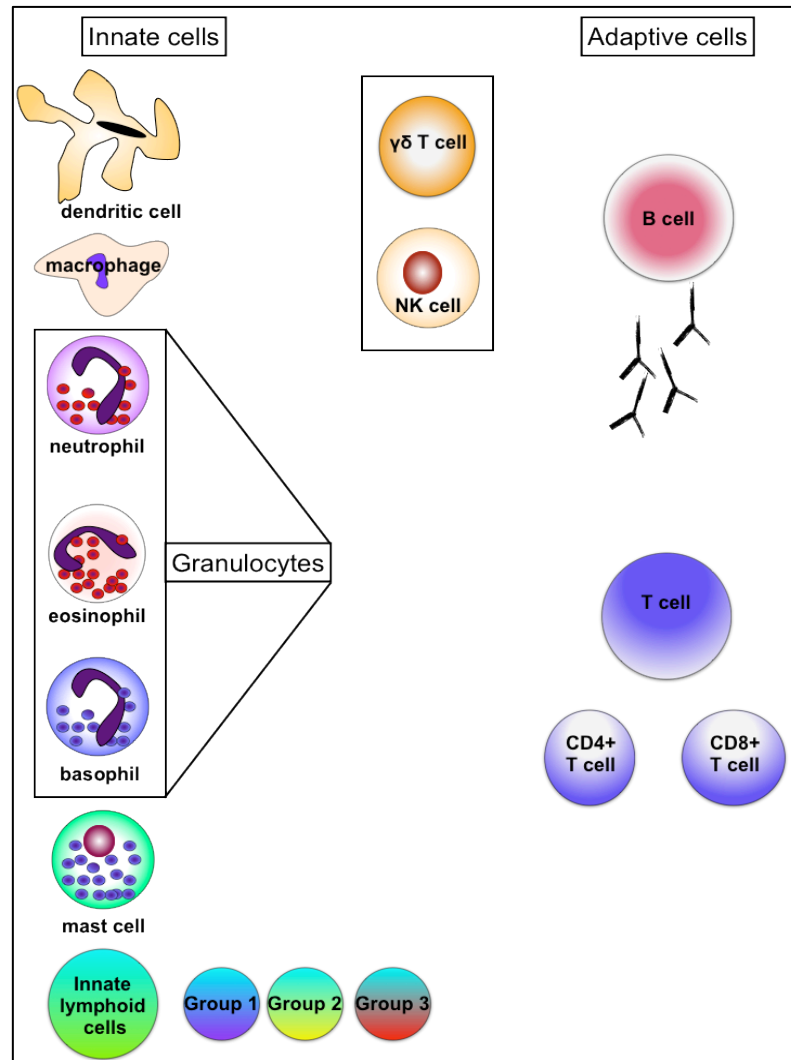 Innate cells
Adaptive cells
dendritic cell
macrophage
neutrophil
eosinophil
basophil
Granulocytes
mast cell
Innate
lymphoid
cells
Group 1
Group 2
Group 3
γδ T cell
NK cell
B cell
T cell
CD4+
T cell
CD8+
T cell